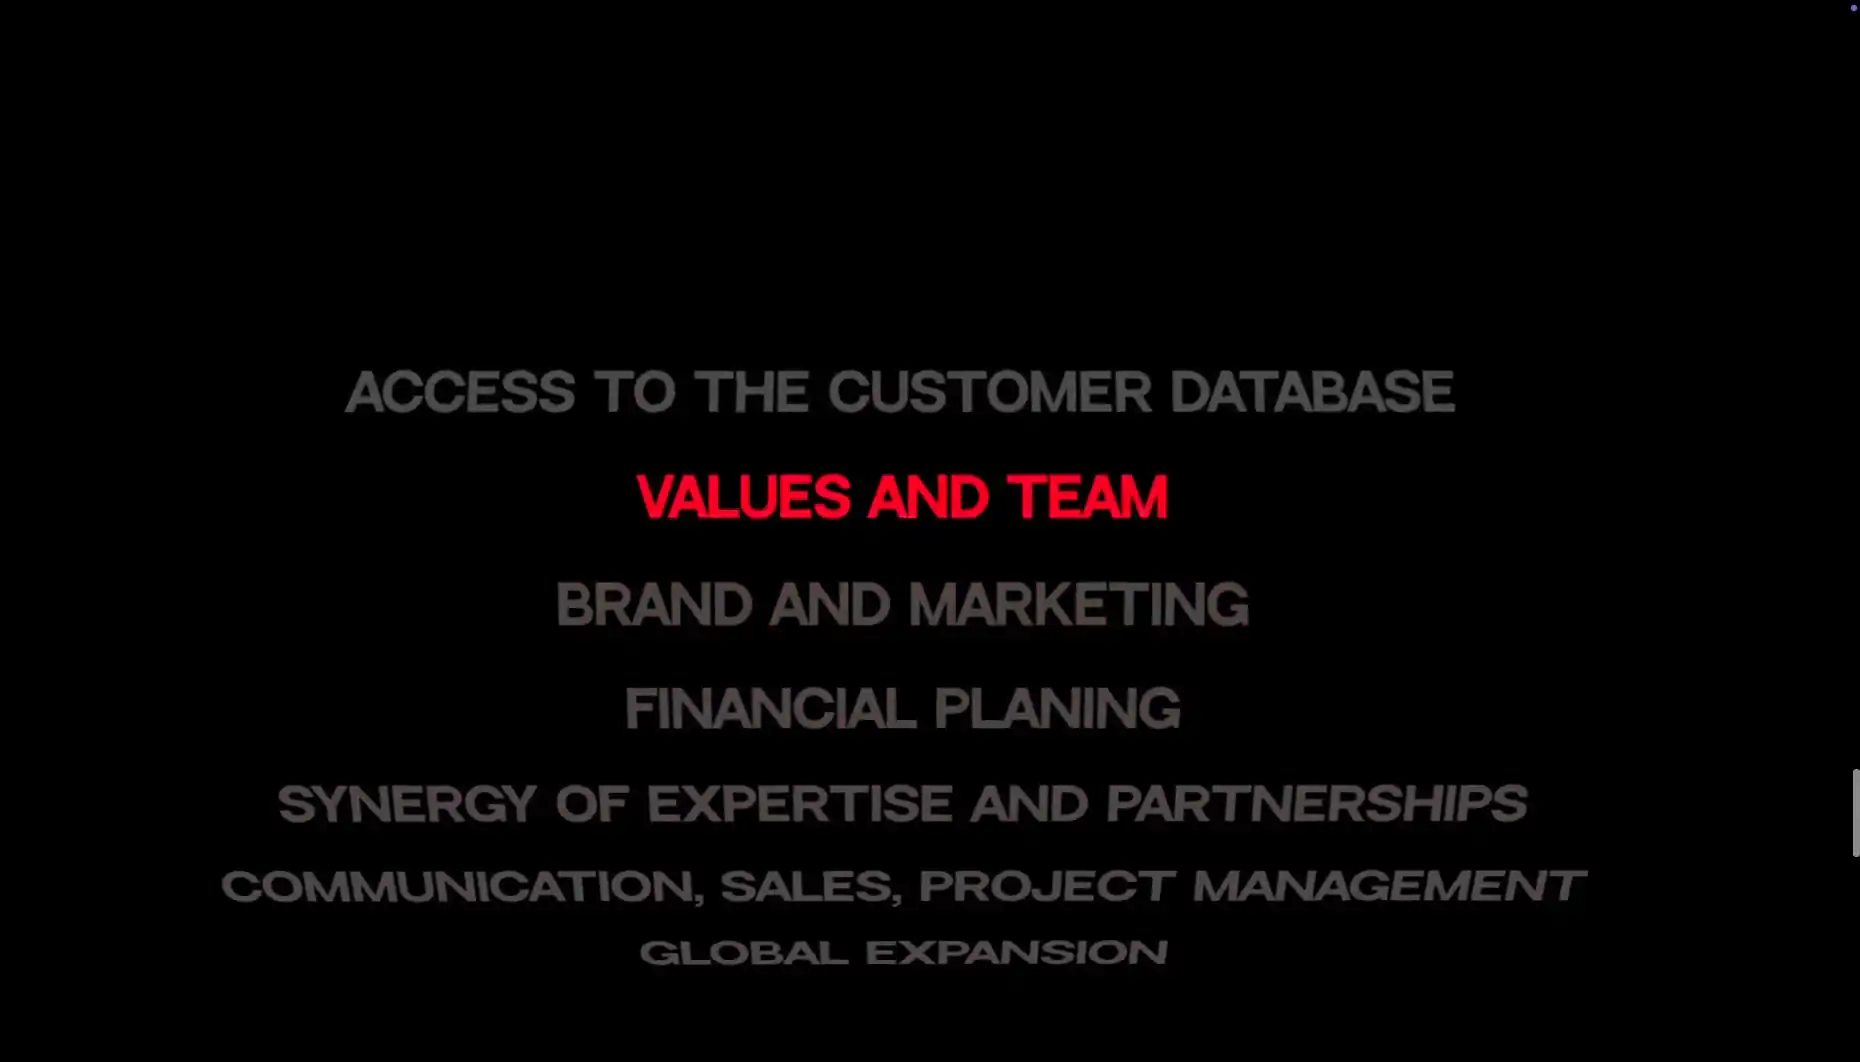 ACCESS TO THE CUSTOMER DATABASE
VALUES AND TEAM
BRAND AND MARKETING
FINANCIAL PLANING
SYNERGY OF EXPERTISE AND PARTNERSHIPS
COMMUNICATION, SALES, PROJECT MANAGEMENT
GLOBAL EXPANSION